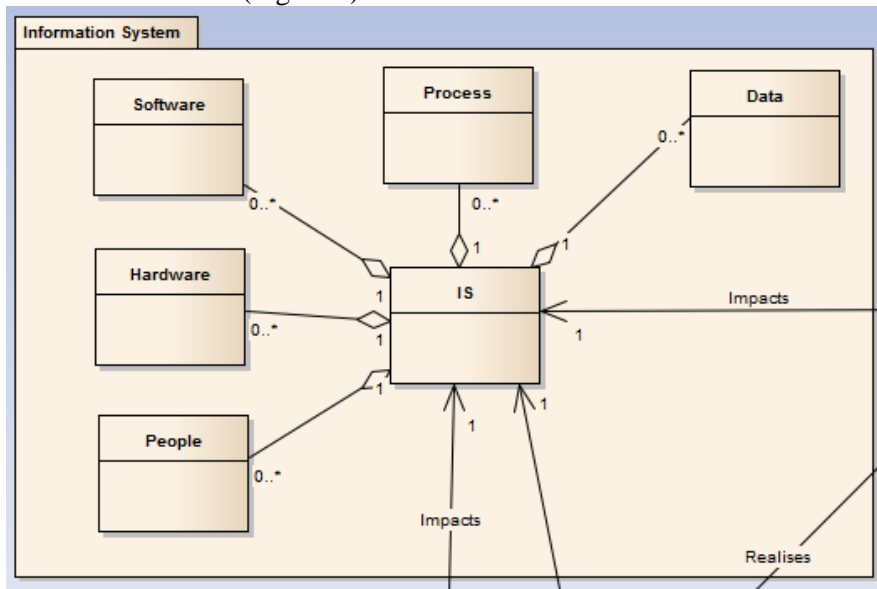 Information System
Software
Process
Data
0..*
0..*
0..*
1
1
Hardware
1
IS
Impacts
0..*
1
1
1
People
1
1
0..*
Impacts
Realises